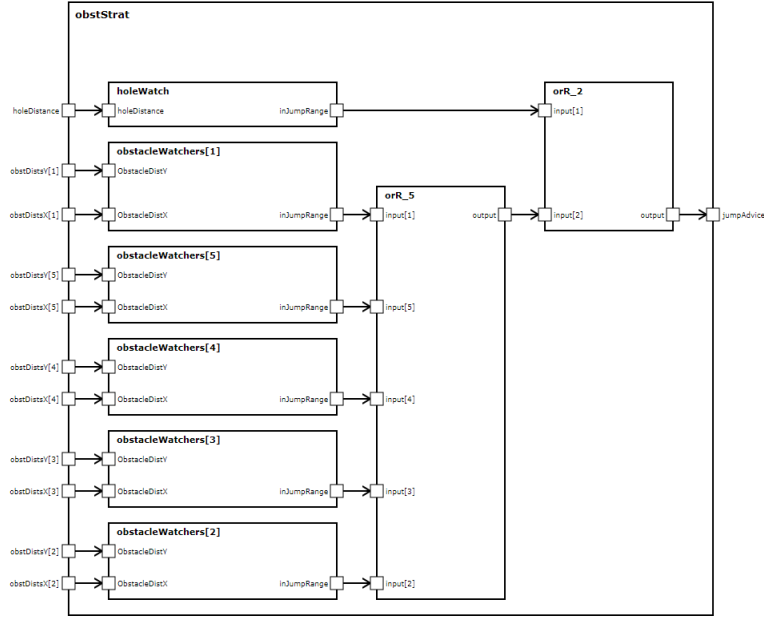 obstStrat
holeWatch
orR_2
holeDistance
holeDistance
inJumpRange
input[1]
obstacleWatchers[1]
obstDistsY[1]
ObstacleDistY
orR_5
obstDistsX[1]
ObstacleDistX
inJumpRange
input[1]
output
input[2]
output
jumpAdvice
obstacleWatchers[5]
obstDistsY[5]
ObstacleDistY
obstDistsX[5]
ObstacleDistX
inJumpRange
input[5]
obstacleWatchers[4]
obstDistsY[4]
ObstacleDistY
obstDistsX[4]
ObstacleDistX
inJumpRange
input[4]
obstacleWatchers[3]
obstDistsY[3]
ObstacleDistY
obstDistsX[3]
ObstacleDistX
inJumpRange
input[3]
obstacleWatchers[2]
obstDistsY[2]
ObstacleDistY
obstDistsX[2]
ObstacleDistX
inJumpRange
input[2]